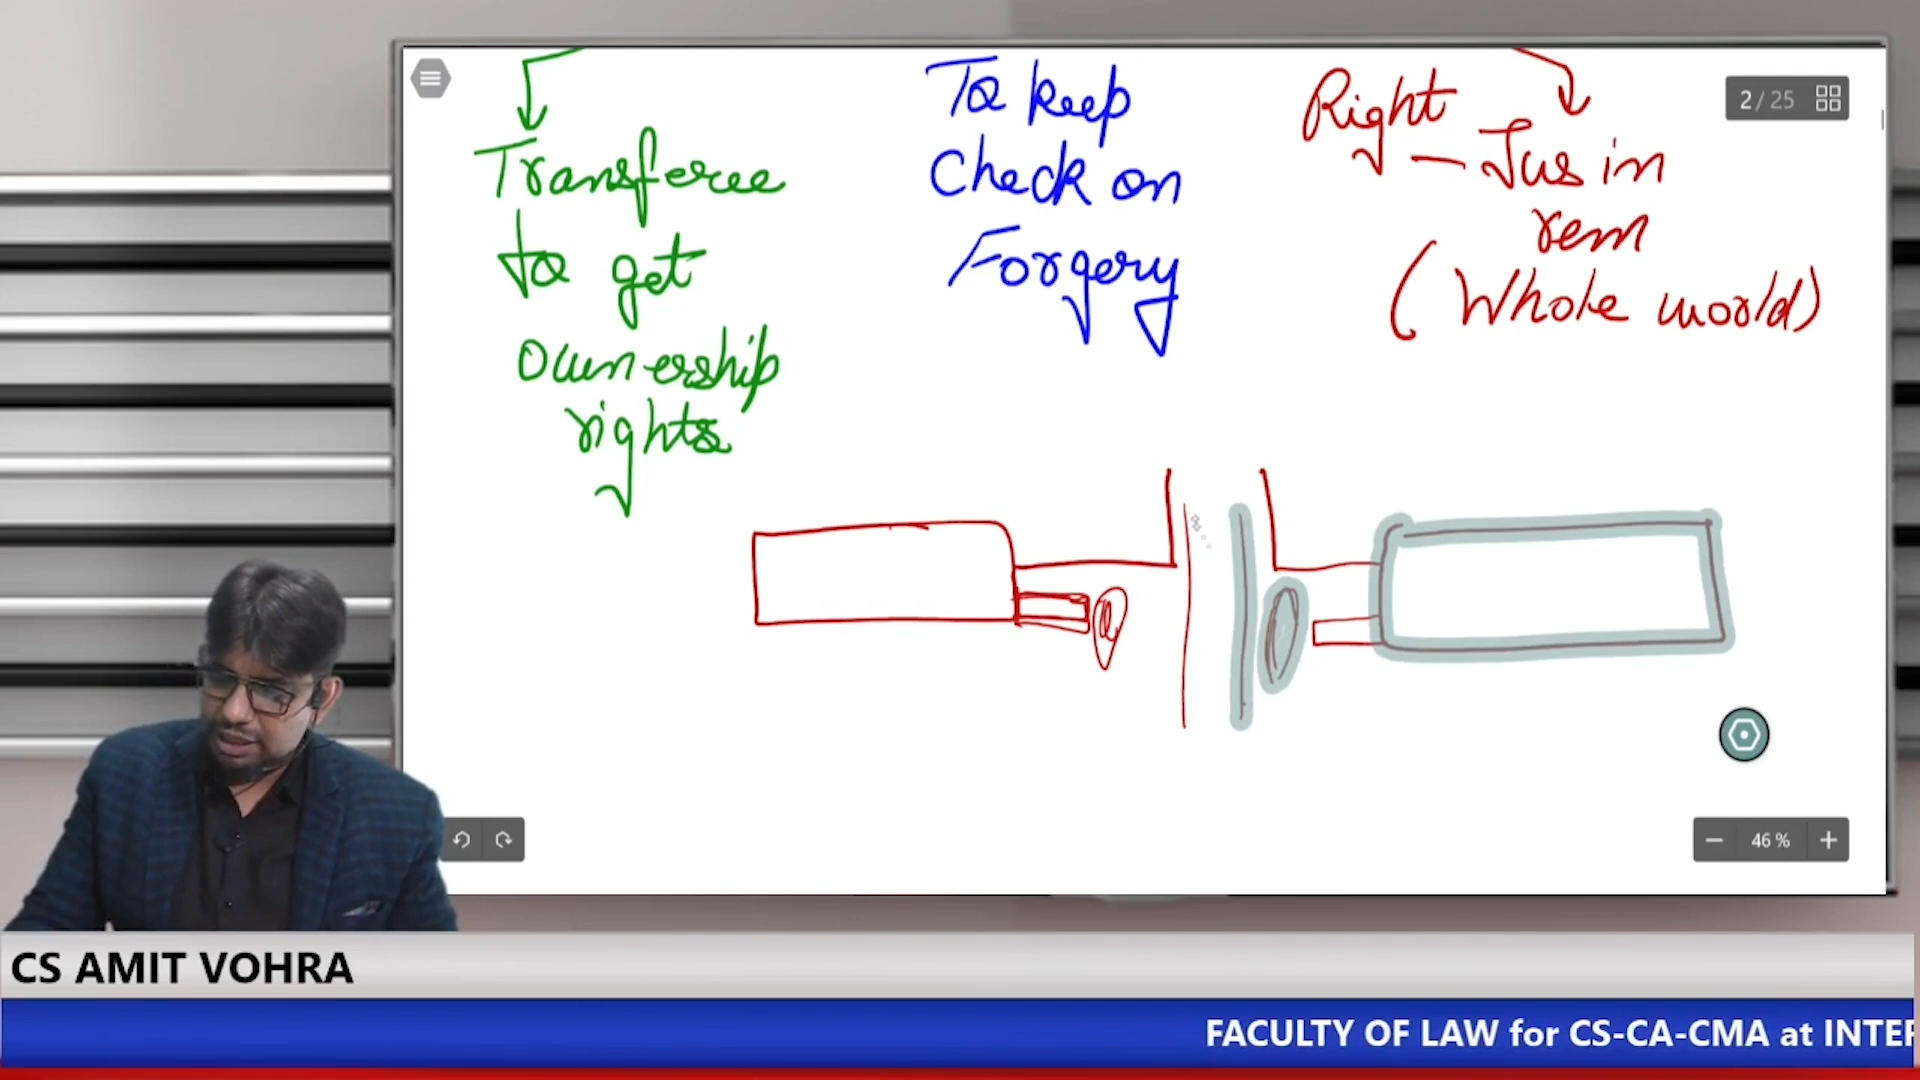 Transferee
to get
Ownership
rights
To keep
Check on
Forgery
Right
- Jus in
rem
(Whole world)
2 / 25
46 %
CS AMIT VOHRA
FACULTY OF LAW for CS-CA-CMA at INTER